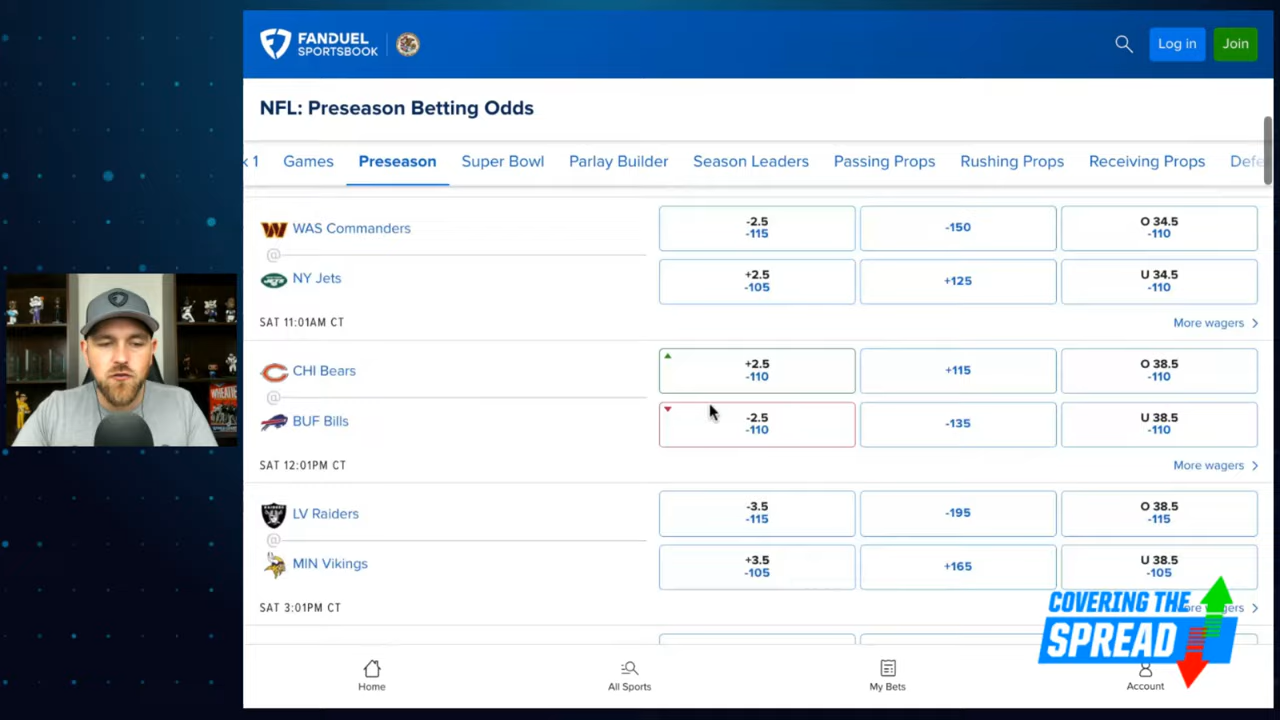 FANDUEL
SPORTSBOOK
Log in
Join
NFL: Preseason Betting Odds
k 1
Games
Preseason
Super Bowl
Parlay Builder
Season Leaders
Passing Props
Rushing Props
Receiving Props
Defe
WAS Commanders
-2.5
-115
-150
O 34.5
-110
@
NY Jets
+2.5
-105
+125
U 34.5
-110
SAT 11:01AM CT
More wagers
CHI Bears
+2.5
-110
+115
O 38.5
-110
@
BUF Bills
-2.5
-110
-135
U 38.5
-110
SAT 12:01PM CT
More wagers
LV Raiders
-3.5
-115
-195
O 38.5
-115
@
MIN Vikings
+3.5
-105
+165
U 38.5
-105
SAT 3:01PM CT
COVERING THE
SPREAD
Home
All Sports
My Bets
Account